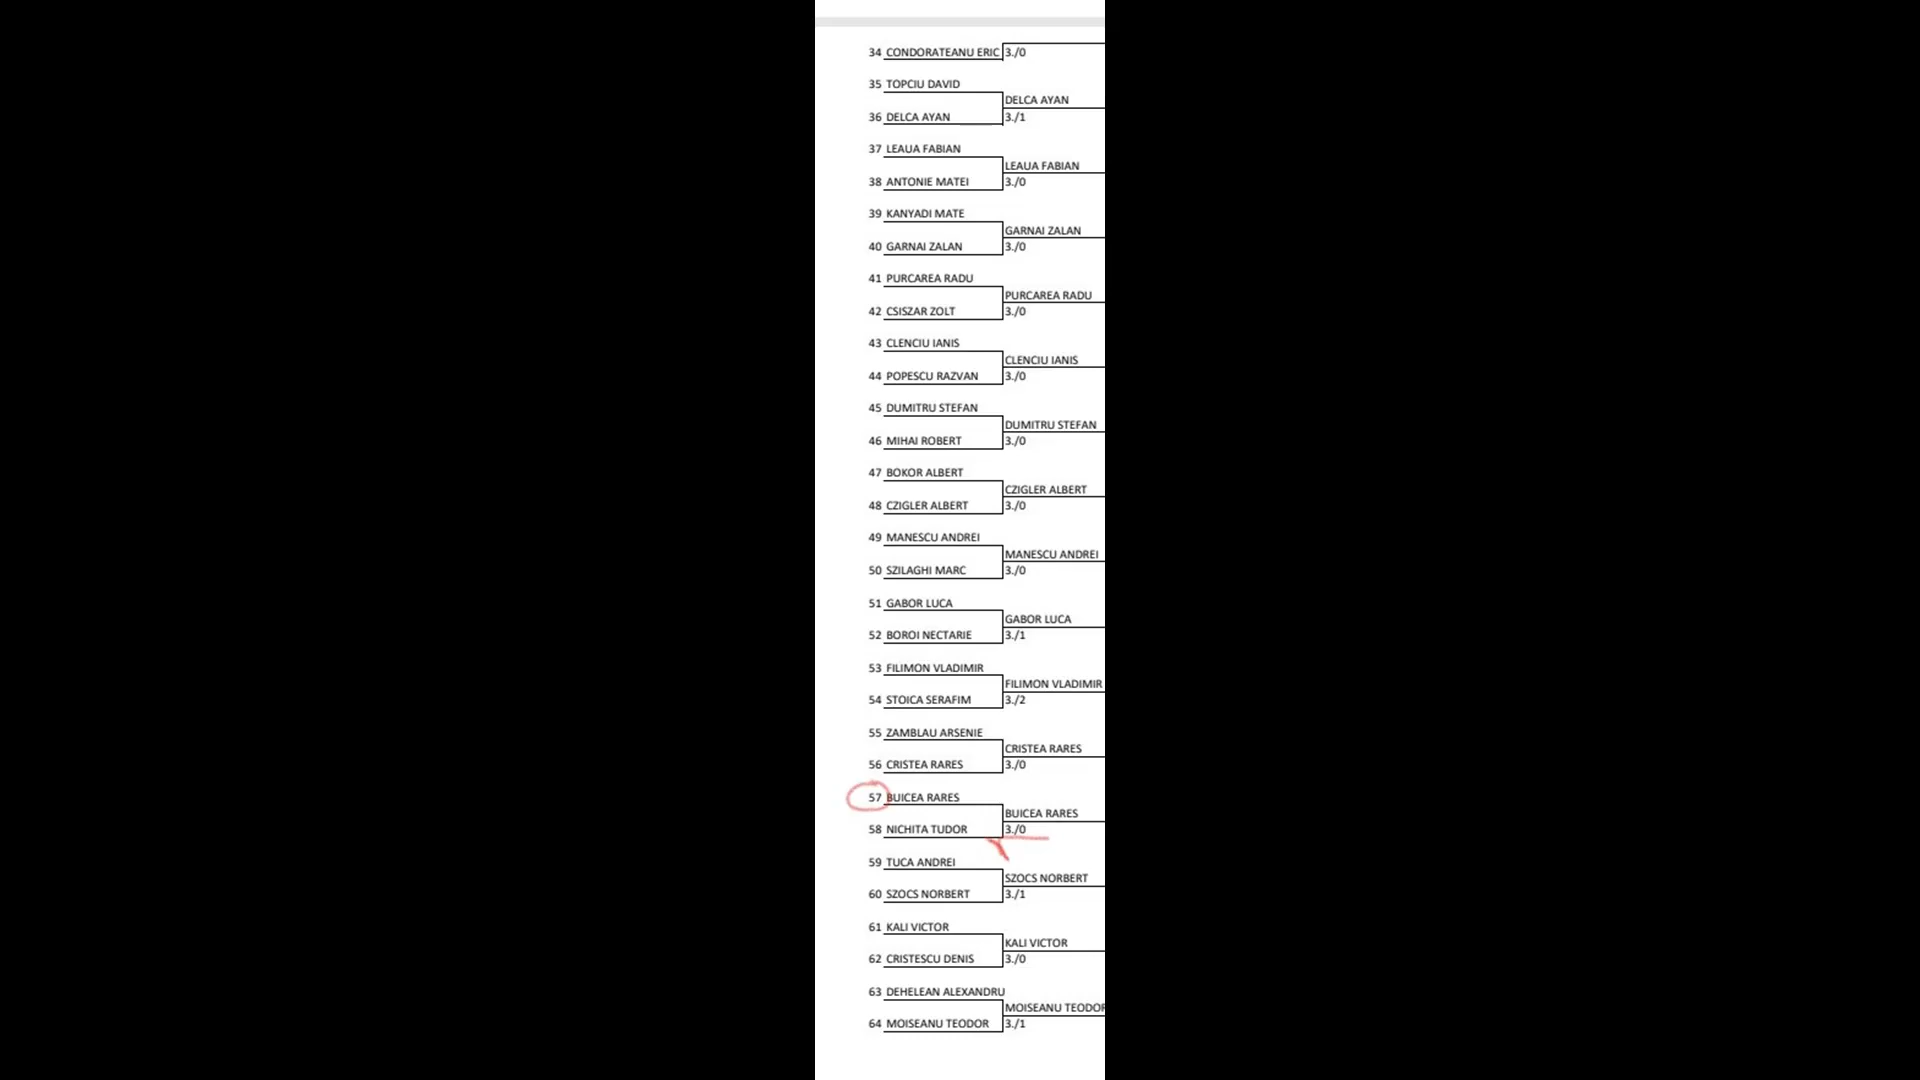 34 CONDORATEANU ERIC 3./0
35 TOPCIU DAVID
DELCA AYAN
36 DELCA AYAN 3./1
37 LEAUA FABIAN
LEAUA FABIAN
38 ANTONIE MATEI 3./0
39 KANYADI MATE
GARNAI ZALAN
40 GARNAI ZALAN 3./0
41 PURCAREA RADU
PURCAREA RADU
42 CSISZAR ZOLT 3./0
43 CLENCIU IANIS
CLENCIU IANIS
44 POPESCU RAZVAN 3./0
45 DUMITRU STEFAN
DUMITRU STEFAN
46 MIHAI ROBERT 3./0
47 BOKOR ALBERT
CZIGLER ALBERT
48 CZIGLER ALBERT 3./0
49 MANESCU ANDREI
MANESCU ANDREI
50 SZILAGHI MARC 3./0
51 GABOR LUCA
GABOR LUCA
52 BOROI NECTARIE 3./1
53 FILIMON VLADIMIR
FILIMON VLADIMIR
54 STOICA SERAFIM 3./2
55 ZAMBLAU ARSENIE
CRISTEA RARES
56 CRISTEA RARES 3./0
57 BUICEA RARES
BUICEA RARES
58 NICHITA TUDOR 3./0
59 TUCA ANDREI
SZOCS NORBERT
60 SZOCS NORBERT 3./1
61 KALI VICTOR
KALI VICTOR
62 CRISTESCU DENIS 3./0
63 DEHELEAN ALEXANDRU
MOISEANU TEODOR
64 MOISEANU TEODOR 3./1